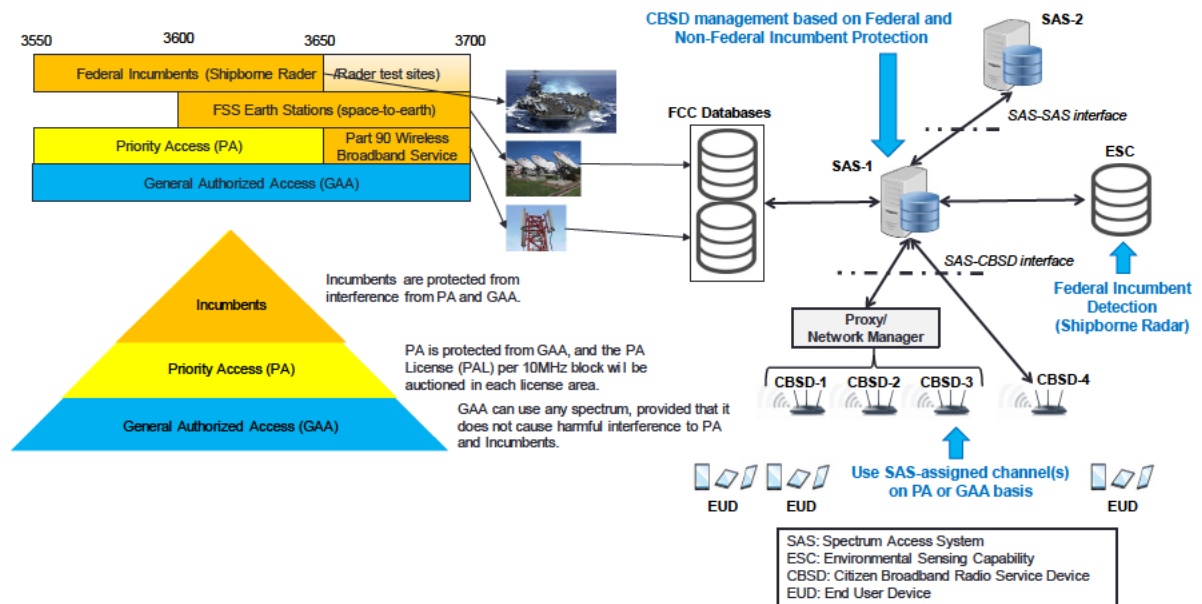 3550
3600
3650
3700
Federal Incumbents (Shipborne Rader
/Rader test sites)
FSS Earth Stations (space-to-earth)
Priority Access (PA)
Part 90 Wireless
Broadband Service
General Authorized Access (GAA)
Incumbents
Incumbents are protected from
interference from PA and GAA.
Priority Access (PA)
PA is protected from GAA, and the PA
License (PAL) per 10MHz block will be
auctioned in each license area.
General Authorized Access (GAA)
GAA can use any spectrum, provided that it
does not cause harmful interference to PA
and Incumbents.
CBSD management based on Federal and
Non-Federal Incumbent Protection
SAS-2
FCC Databases
SAS-SAS interface
SAS-1
ESC
SAS-CBSD interface
Federal Incumbent
Detection
(Shipborne Radar)
Proxy/
Network Manager
CBSD-1
CBSD-2
CBSD-3
CBSD-4
Use SAS-assigned channel(s)
on PA or GAA basis
EUD
EUD
EUD
SAS: Spectrum Access System
ESC: Environmental Sensing Capability
CBSD: Citizen Broadband Radio Service Device
EUD: End User Device